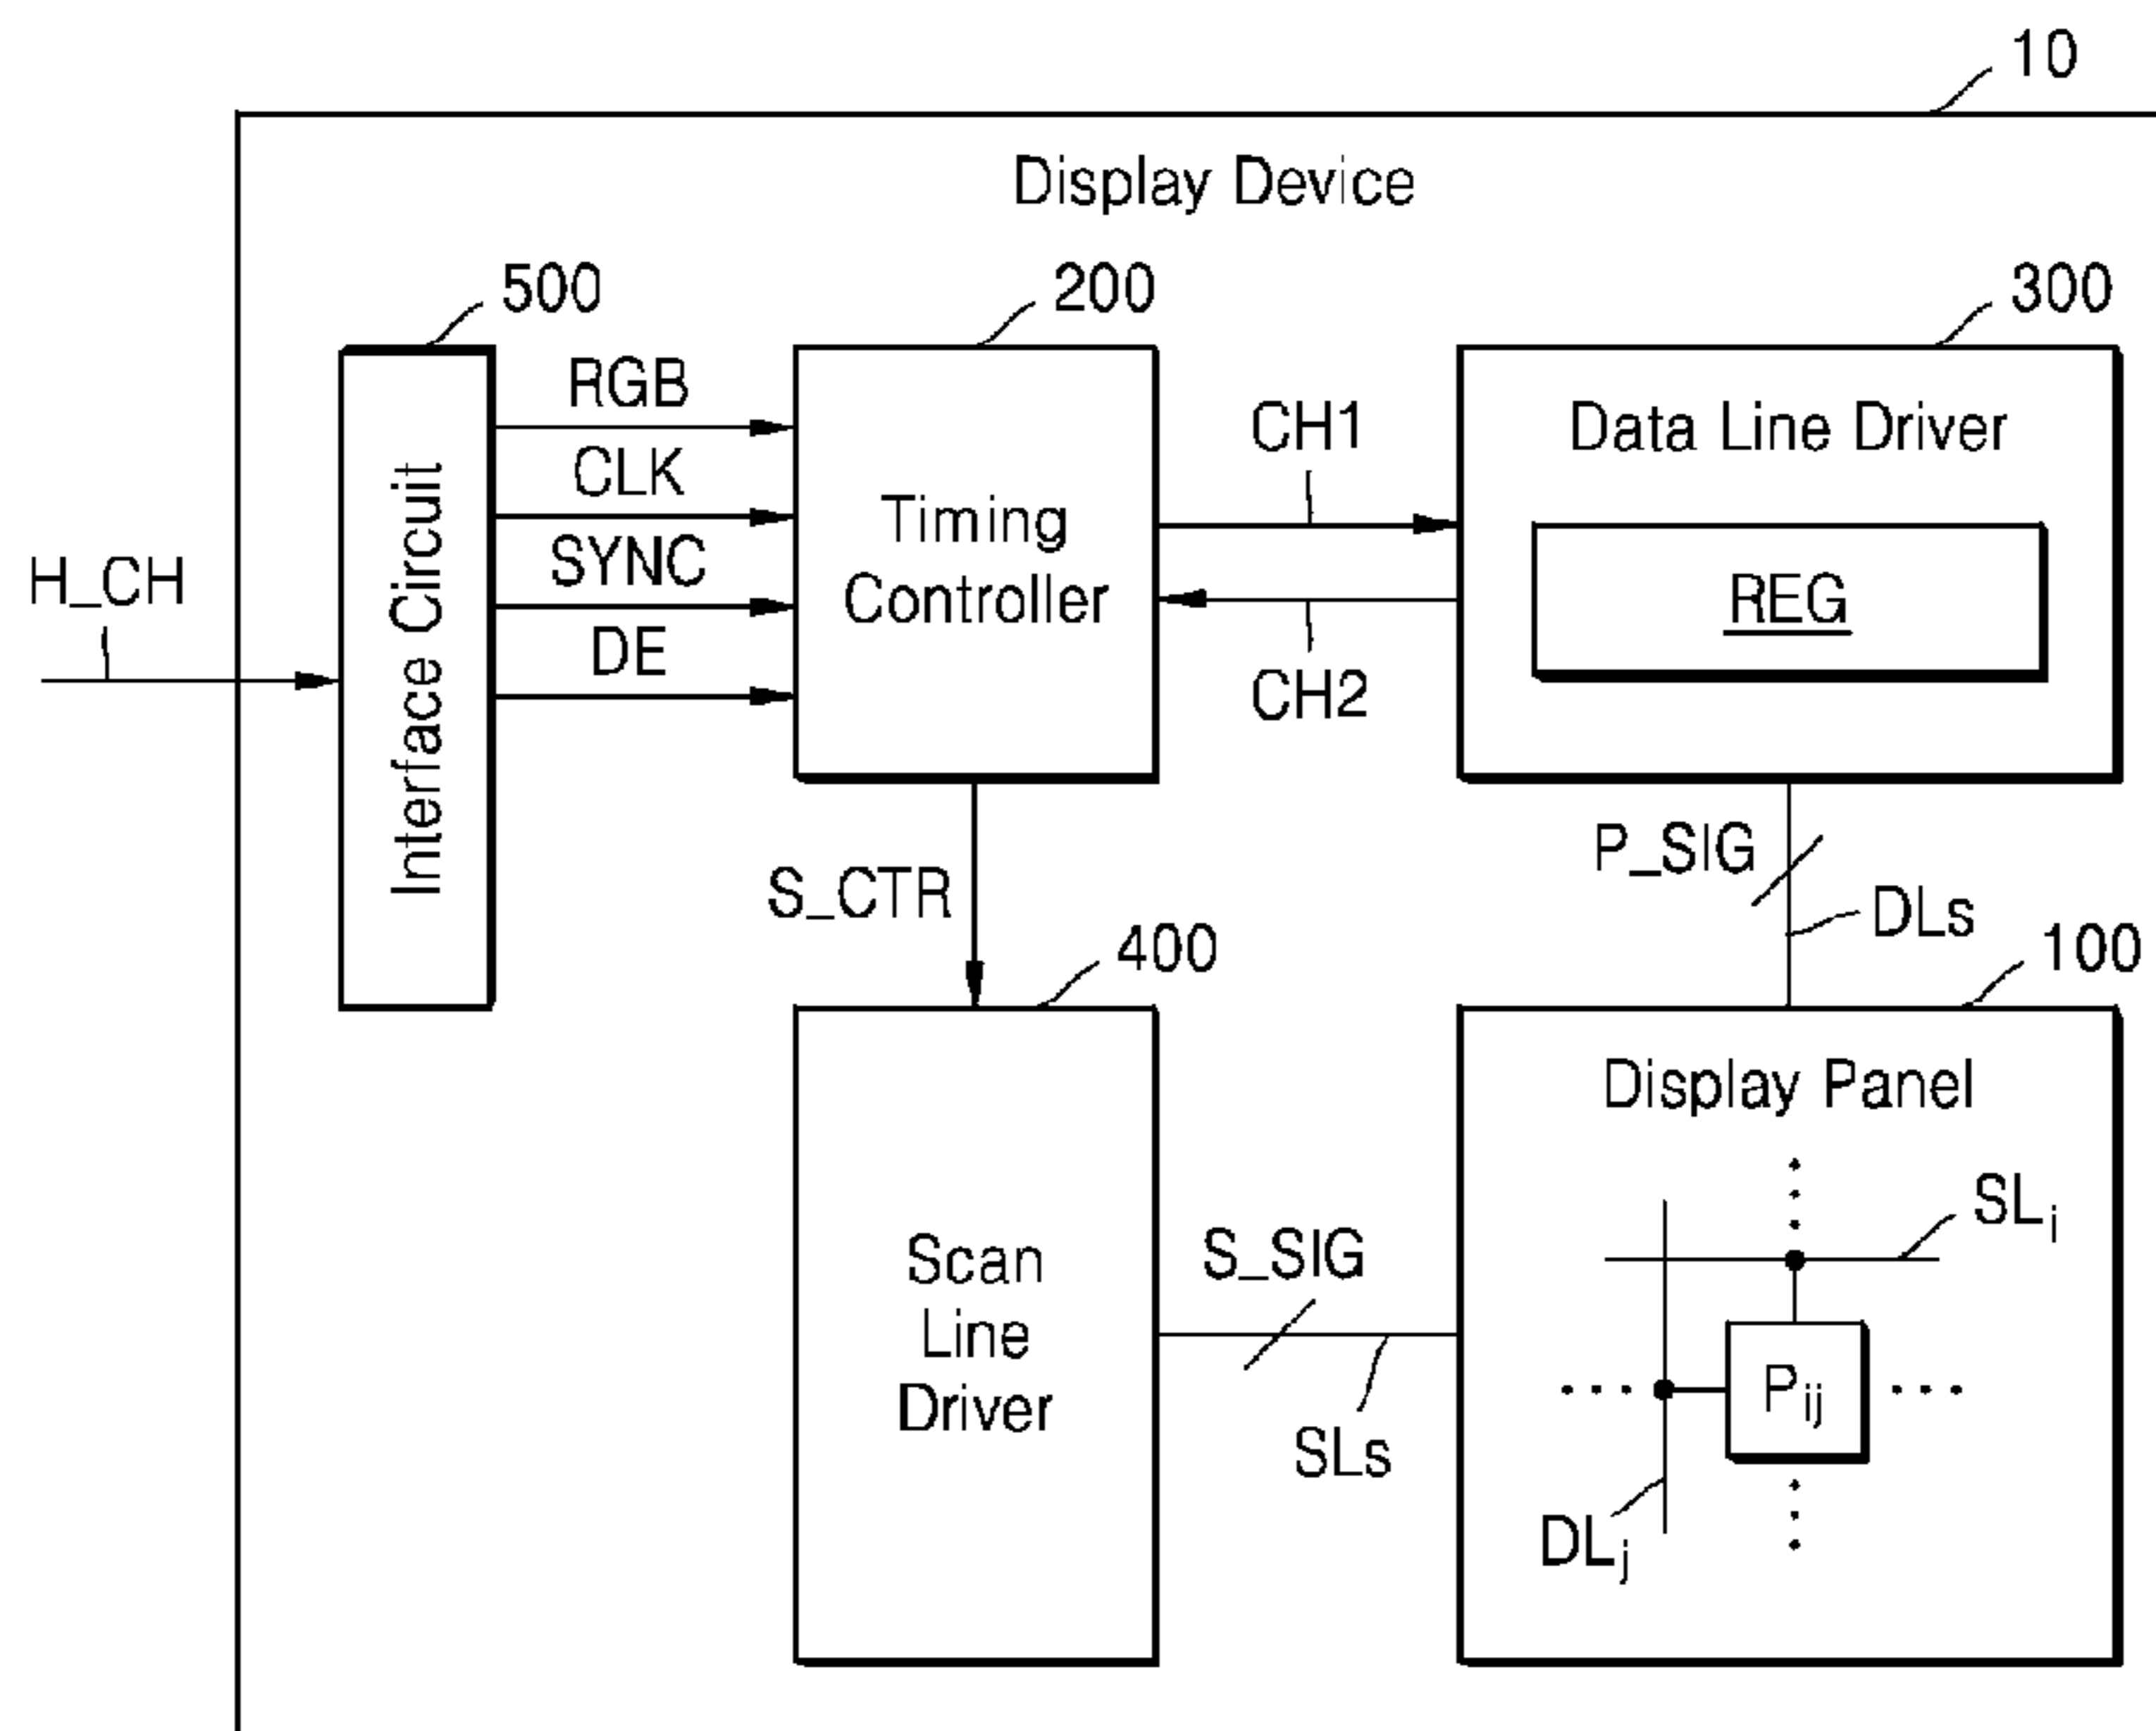 10
Display Device
500
200
300
RGB
CLK
SYNC
DE
H_CH
Interface Circuit
Timing
Controller
CH1
CH2
Data Line Driver
REG
S_CTR
P_SIG
DLs
400
100
Scan
Line
Driver
S_SIG
SLs
Display Panel
SLi
Pij
DLj